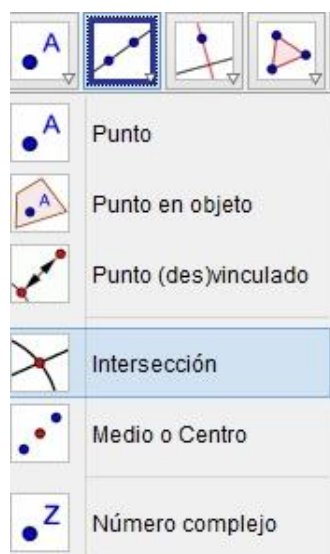 A
A Punto
A Punto en objeto
Punto (des)vinculado
Intersección
Medio o Centro
Z Número complejo